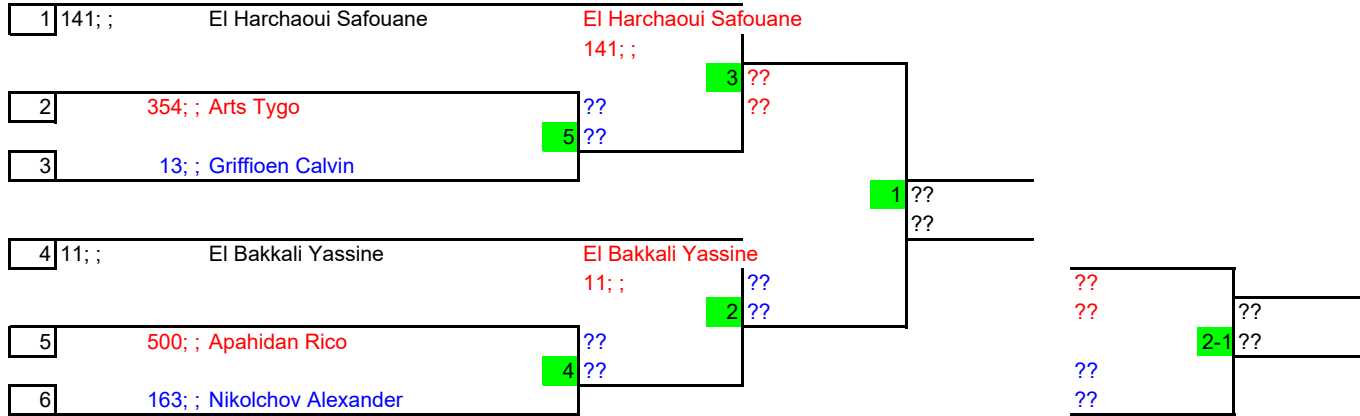 1 141; ; El Harchaoui Safouane El Harchaoui Safouane
141; ;
3 ??
2 354; ; Arts Tygo ?? ??
5 ??
3 13; ; Griffioen Calvin
1 ??
??
4 11; ; El Bakkali Yassine El Bakkali Yassine
11; ; ?? ??
2 ?? ?? ??
5 500; ; Apahidan Rico ?? 2-1 ??
4 ?? ??
6 163; ; Nikolchov Alexander ??